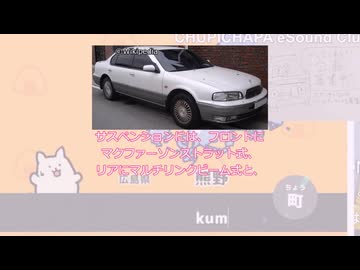 CHUPICHAPA eSound Clu
@Wikipedia
サスペンションには、フロントに
マクファーソンストラット式、
リアにマルチリンクビーム式と、
広島県 熊野
ちょう
町
kum